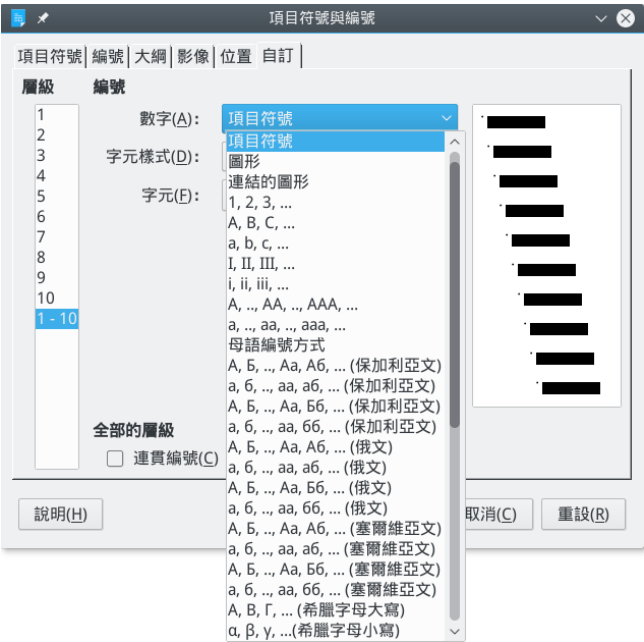 項目符號與編號
項目符號 編號 大綱 影像 位置 自訂
層級
1
2
3
4
5
6
7
8
9
10
1 - 10
編號
數字(A):
項目符號
字元樣式(D):
字元(F):
項目符號
圖形
連結的圖形
1, 2, 3, ...
A, B, C, ...
a, b, c, ...
I, II, III, ...
i, ii, iii, ...
A, .., AA, .., AAA, ...
a, .., aa, .., aaa, ...
母語編號方式
А, Б, .., Аа, Аб, ... (保加利亞文)
а, б, .., аа, аб, ... (保加利亞文)
А, Б, .., Аа, Бб, ... (保加利亞文)
а, б, .., аа, бб, ... (保加利亞文)
А, Б, .., Аа, Аб, ... (俄文)
а, б, .., аа, аб, ... (俄文)
А, Б, .., Аа, Бб, ... (俄文)
а, б, .., аа, бб, ... (俄文)
А, Б, .., Аа, Аб, ... (塞爾維亞文)
а, б, .., аа, аб, ... (塞爾維亞文)
А, Б, .., Аа, Бб, ... (塞爾維亞文)
а, б, .., аа, бб, ... (塞爾維亞文)
Α, Β, Γ, ... (希臘字母大寫)
α, β, γ, ...(希臘字母小寫)
全部的層級
連貫編號(C)
說明(H)
取消(C)
重設(R)